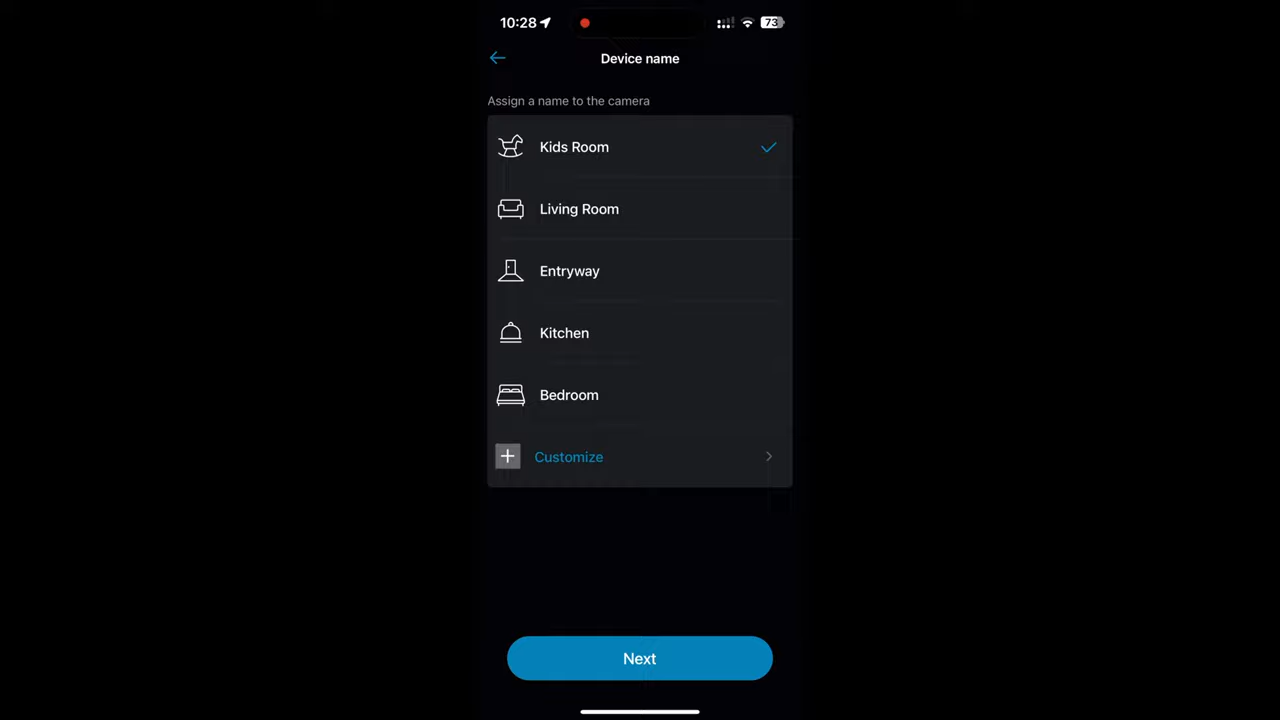 10:28
73
Device name
Assign a name to the camera
Kids Room
Living Room
Entryway
Kitchen
Bedroom
Customize
Next